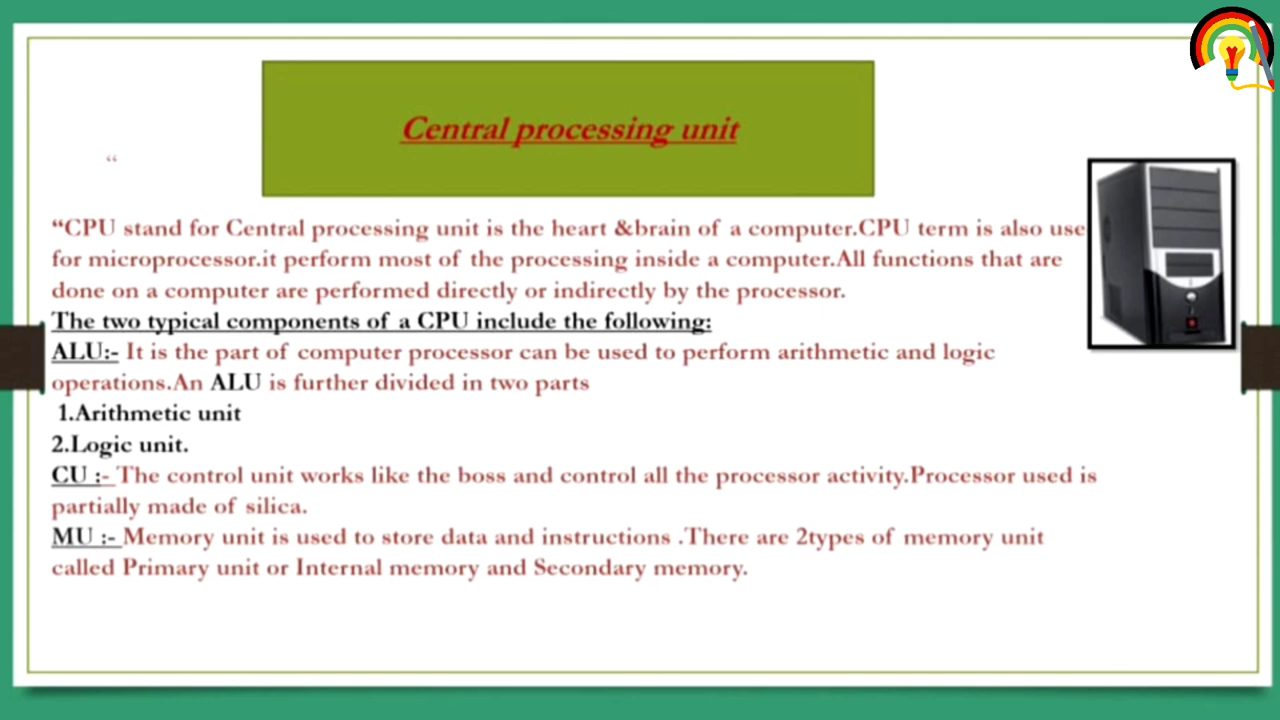 Central processing unit
“
“CPU stand for Central processing unit is the heart &brain of a computer.CPU term is also use
for microprocessor.it perform most of the processing inside a computer.All functions that are
done on a computer are performed directly or indirectly by the processor.
The two typical components of a CPU include the following:
ALU:- It is the part of computer processor can be used to perform arithmetic and logic
operations.An ALU is further divided in two parts
1.Arithmetic unit
2.Logic unit.
CU :- The control unit works like the boss and control all the processor activity.Processor used is
partially made of silica.
MU :- Memory unit is used to store data and instructions .There are 2types of memory unit
called Primary unit or Internal memory and Secondary memory.